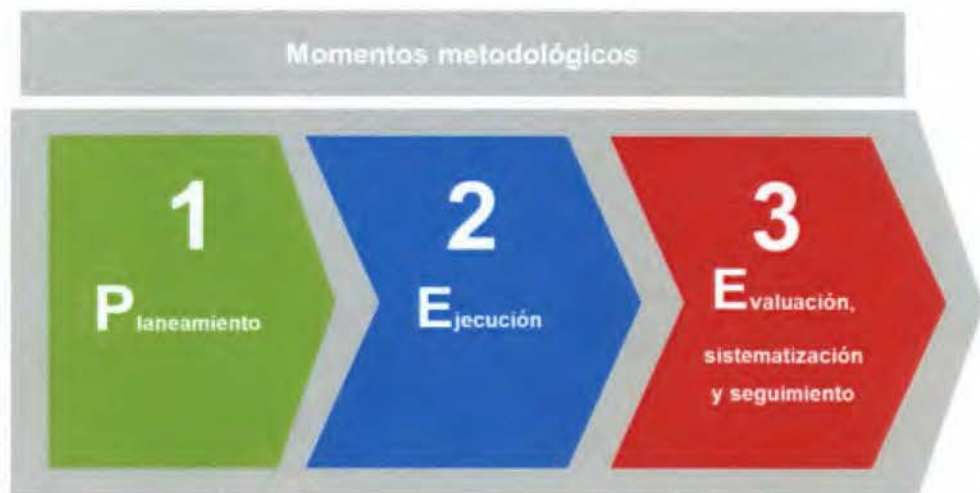 Momentos metodológicos
1
Planeamiento
2
Ejecución
3
Evaluación,
sistematización
y seguimiento